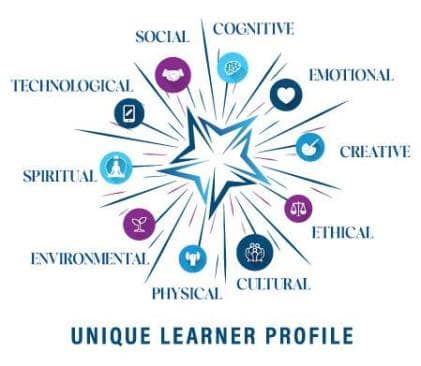 SOCIAL
COGNITIVE
TECHNOLOGICAL
EMOTIONAL
CREATIVE
SPIRITUAL
ETHICAL
ENVIRONMENTAL
PHYSICAL
CULTURAL
UNIQUE LEARNER PROFILE